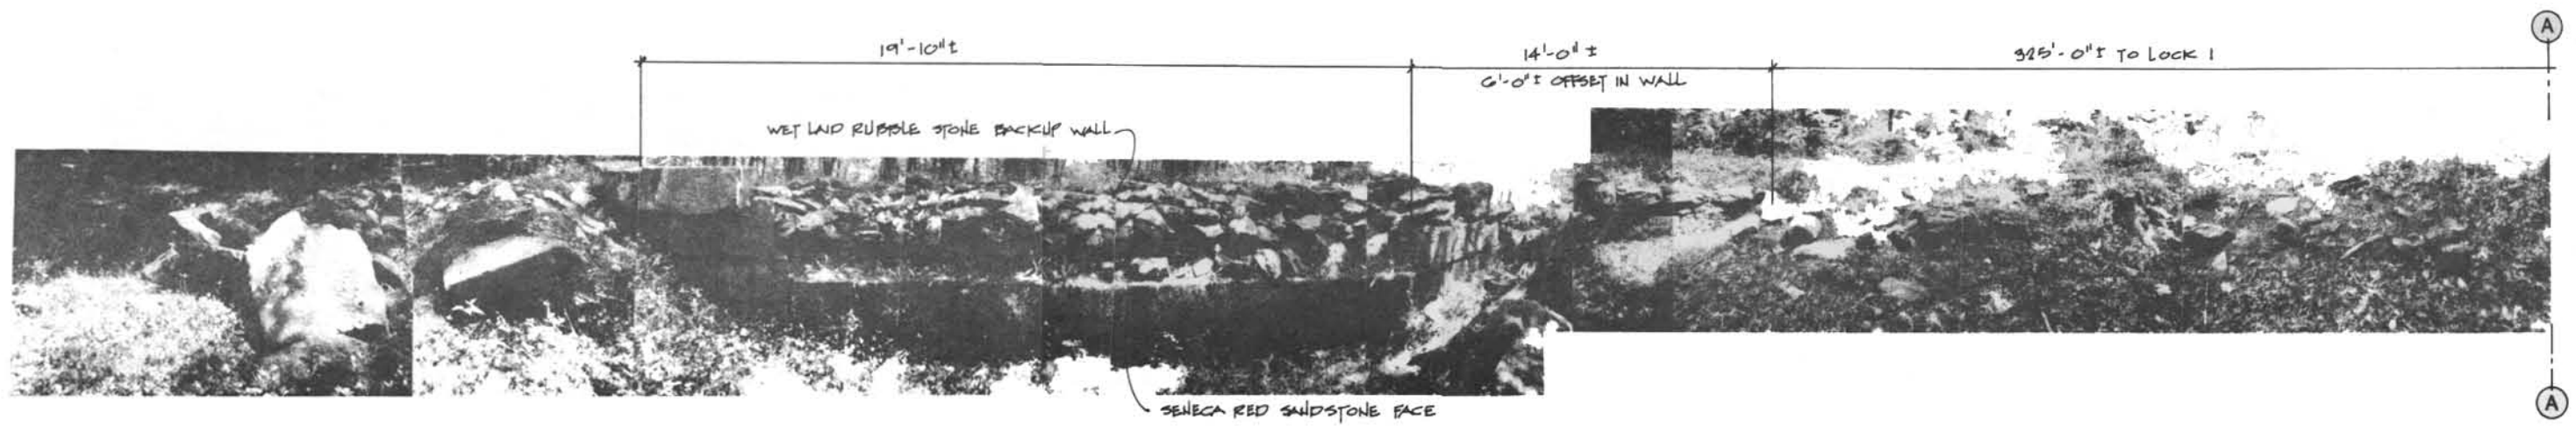 A
19'-10"±
14'-0" ±
325'-0"± TO LOCK 1
6'-0"± OFFSET IN WALL
WET LAID RUBBLE STONE BACKUP WALL
SENECA RED SANDSTONE FACE
A